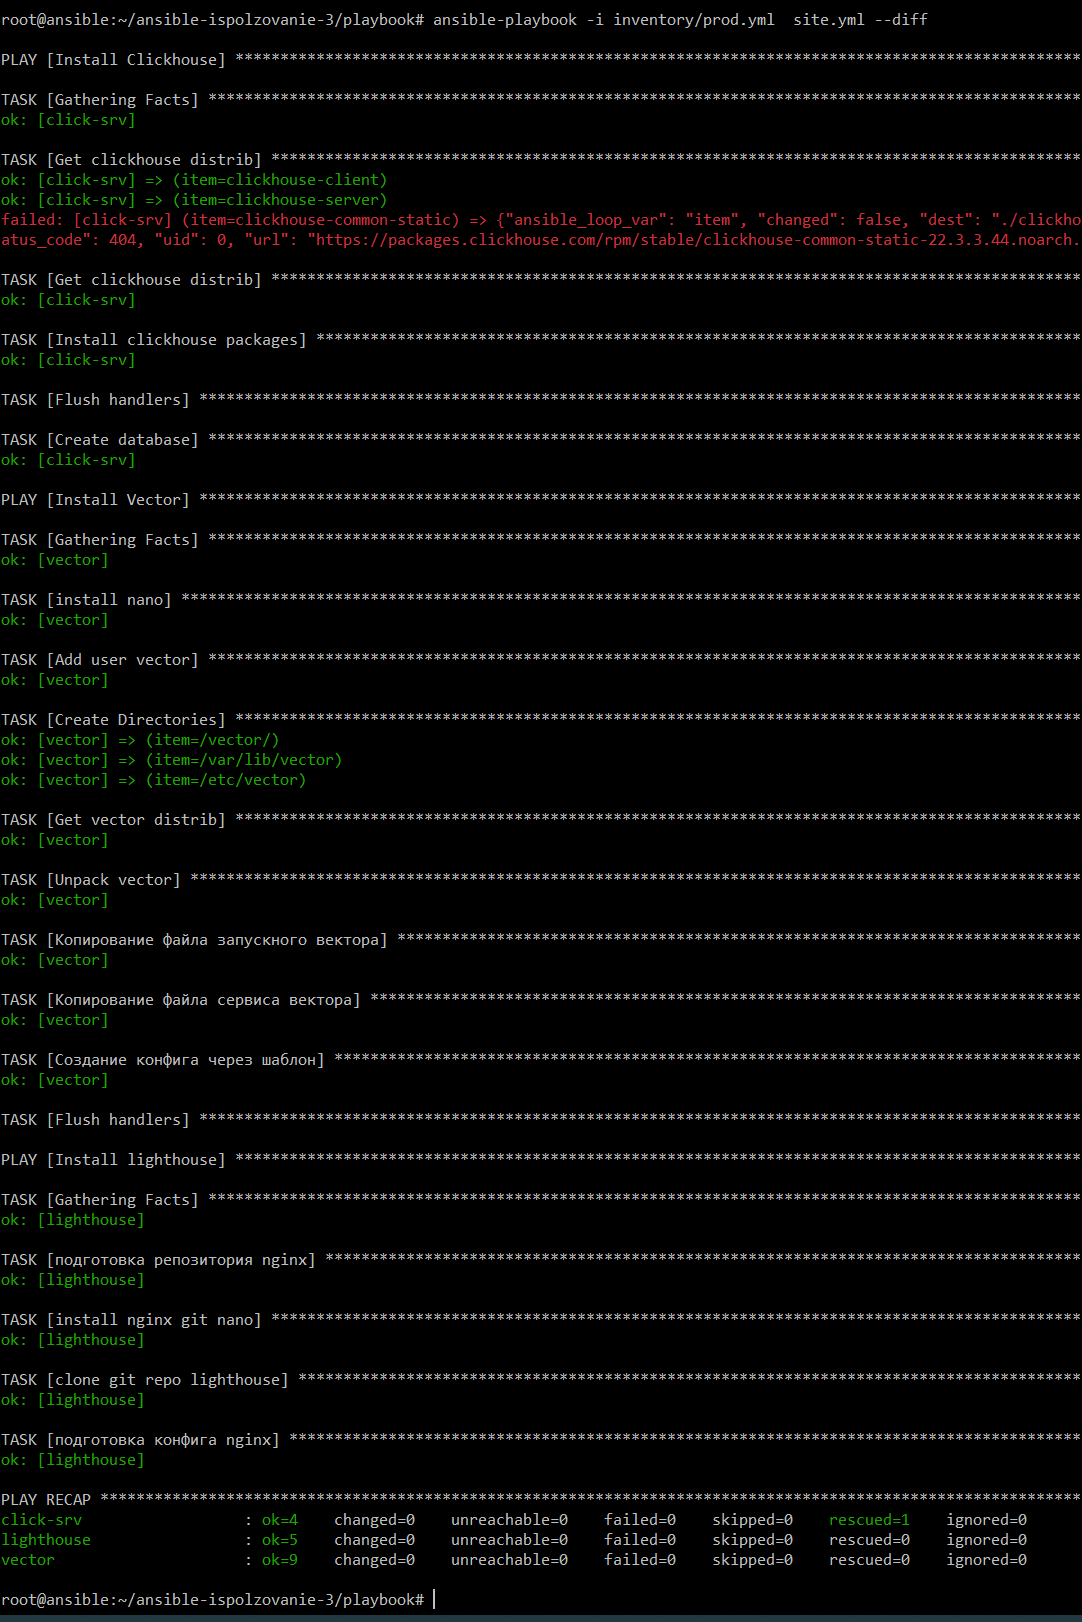 root@ansible:~/ansible-ispolzovanie-3/playbook# ansible-playbook -i inventory/prod.yml  site.yml --diff
PLAY [Install Clickhouse] **********************************************************************************************
TASK [Gathering Facts] *************************************************************************************************
ok: [click-srv]
TASK [Get clickhouse distrib] ******************************************************************************************
ok: [click-srv] => (item=clickhouse-client)
ok: [click-srv] => (item=clickhouse-server)
failed: [click-srv] (item=clickhouse-common-static) => {"ansible_loop_var": "item", "changed": false, "dest": "./clickho
atus_code": 404, "uid": 0, "url": "https://packages.clickhouse.com/rpm/stable/clickhouse-common-static-22.3.3.44.noarch.
TASK [Get clickhouse distrib] ******************************************************************************************
ok: [click-srv]
TASK [Install clickhouse packages] *************************************************************************************
ok: [click-srv]
TASK [Flush handlers] **************************************************************************************************
TASK [Create database] *************************************************************************************************
ok: [click-srv]
PLAY [Install Vector] **************************************************************************************************
TASK [Gathering Facts] *************************************************************************************************
ok: [vector]
TASK [install nano] ****************************************************************************************************
ok: [vector]
TASK [Add user vector] *************************************************************************************************
ok: [vector]
TASK [Create Directories] **********************************************************************************************
ok: [vector] => (item=/vector/)
ok: [vector] => (item=/var/lib/vector)
ok: [vector] => (item=/etc/vector)
TASK [Get vector distrib] **********************************************************************************************
ok: [vector]
TASK [Unpack vector] ***************************************************************************************************
ok: [vector]
TASK [Копирование файла запускного вектора] ****************************************************************************
ok: [vector]
TASK [Копирование файла сервиса вектора] *******************************************************************************
ok: [vector]
TASK [Создание конфига через шаблон] ***********************************************************************************
ok: [vector]
TASK [Flush handlers] **************************************************************************************************
PLAY [Install lighthouse] **********************************************************************************************
TASK [Gathering Facts] *************************************************************************************************
ok: [lighthouse]
TASK [подготовка репозитория nginx] ************************************************************************************
ok: [lighthouse]
TASK [install nginx git nano] ******************************************************************************************
ok: [lighthouse]
TASK [clone git repo lighthouse] ***************************************************************************************
ok: [lighthouse]
TASK [подготовка конфига nginx] ****************************************************************************************
ok: [lighthouse]
PLAY RECAP *************************************************************************************************************
click-srv                  : ok=4    changed=0    unreachable=0    failed=0    skipped=0    rescued=1    ignored=0
lighthouse                 : ok=5    changed=0    unreachable=0    failed=0    skipped=0    rescued=0    ignored=0
vector                     : ok=9    changed=0    unreachable=0    failed=0    skipped=0    rescued=0    ignored=0
root@ansible:~/ansible-ispolzovanie-3/playbook#